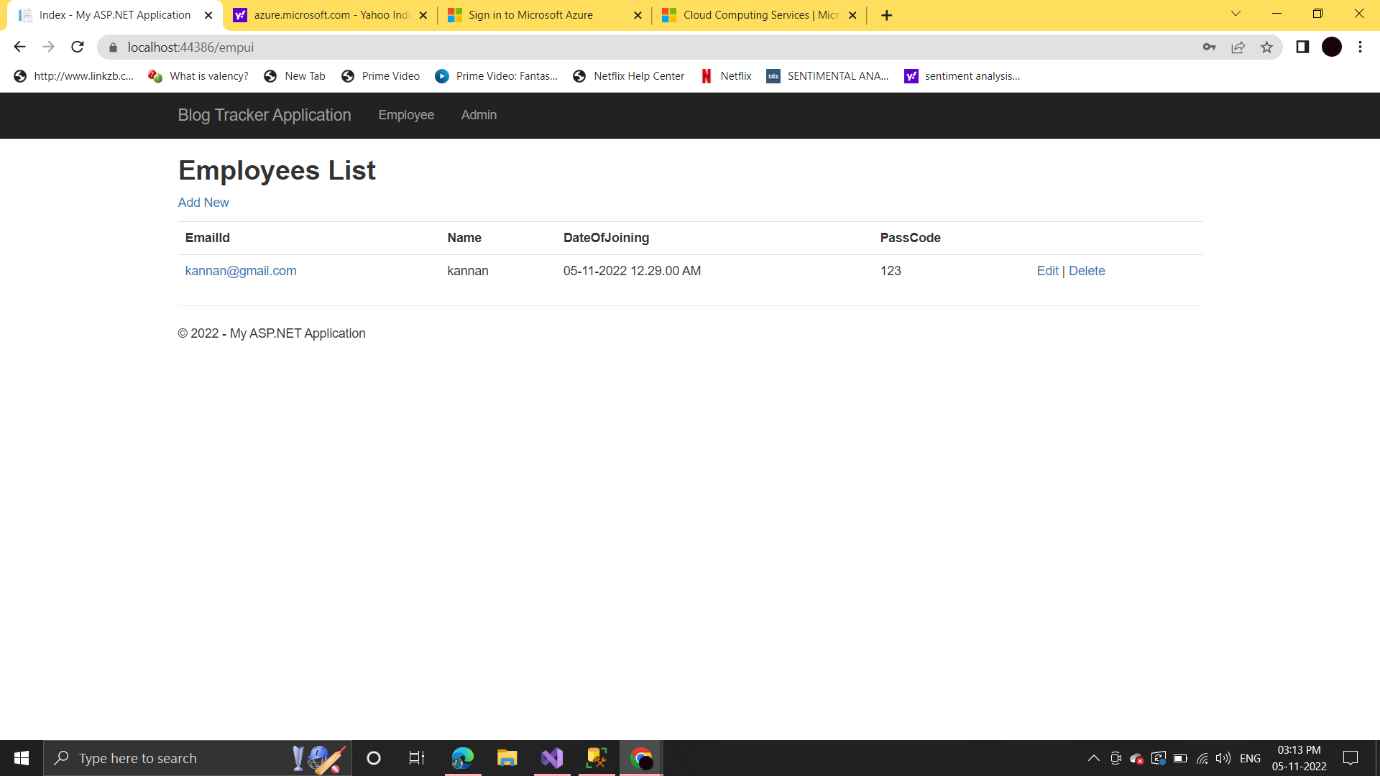 Index - My ASP.NET Application
azure.microsoft.com - Yahoo Indi
Sign in to Microsoft Azure
Cloud Computing Services | Micr
localhost:44386/empui
http://www.linkzb.c... What is valency? New Tab Prime Video Prime Video: Fantas... Netflix Help Center Netflix tds SENTIMENTAL ANA... sentiment analysis...
Blog Tracker Application Employee Admin
Employees List
Add New
EmailId Name DateOfJoining PassCode
kannan@gmail.com kannan 05-11-2022 12.29.00 AM 123 Edit | Delete
© 2022 - My ASP.NET Application
Type here to search
ENG
03:13 PM
05-11-2022